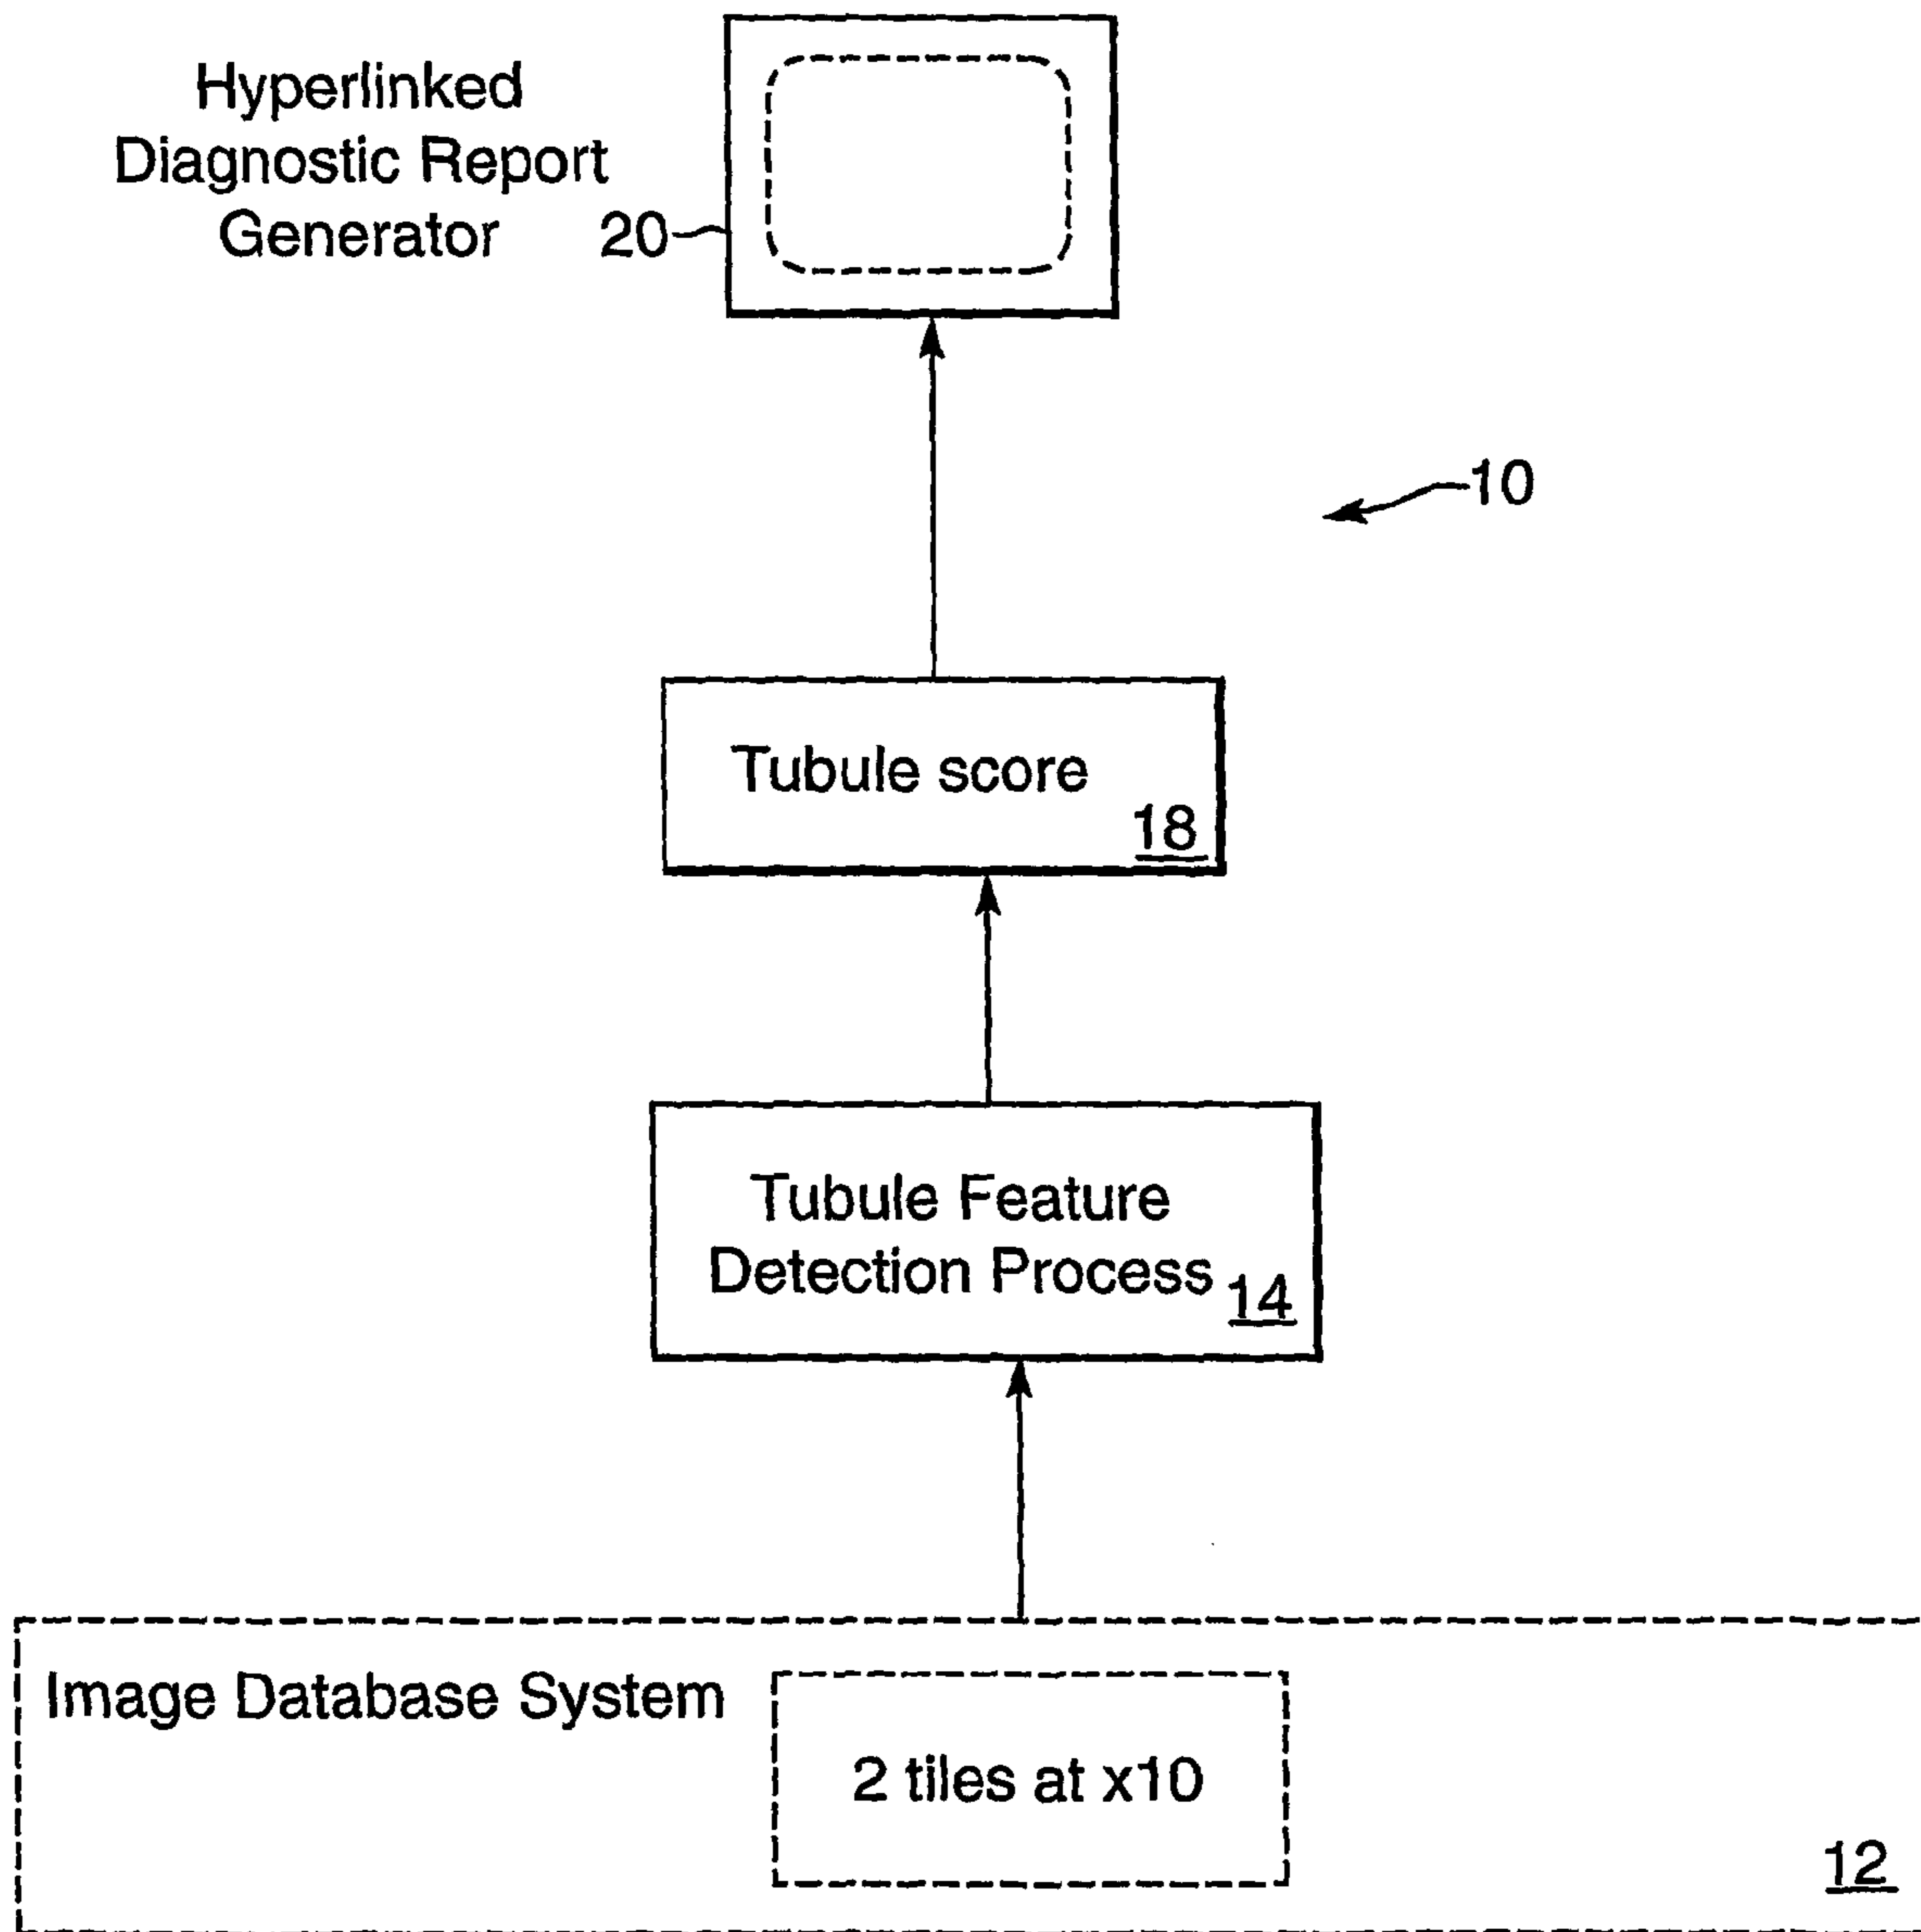 Hyperlinked
Diagnostic Report
Generator 20
10
Tubule score
18
Tubule Feature
Detection Process 14
Image Database System
2 tiles at x10
12